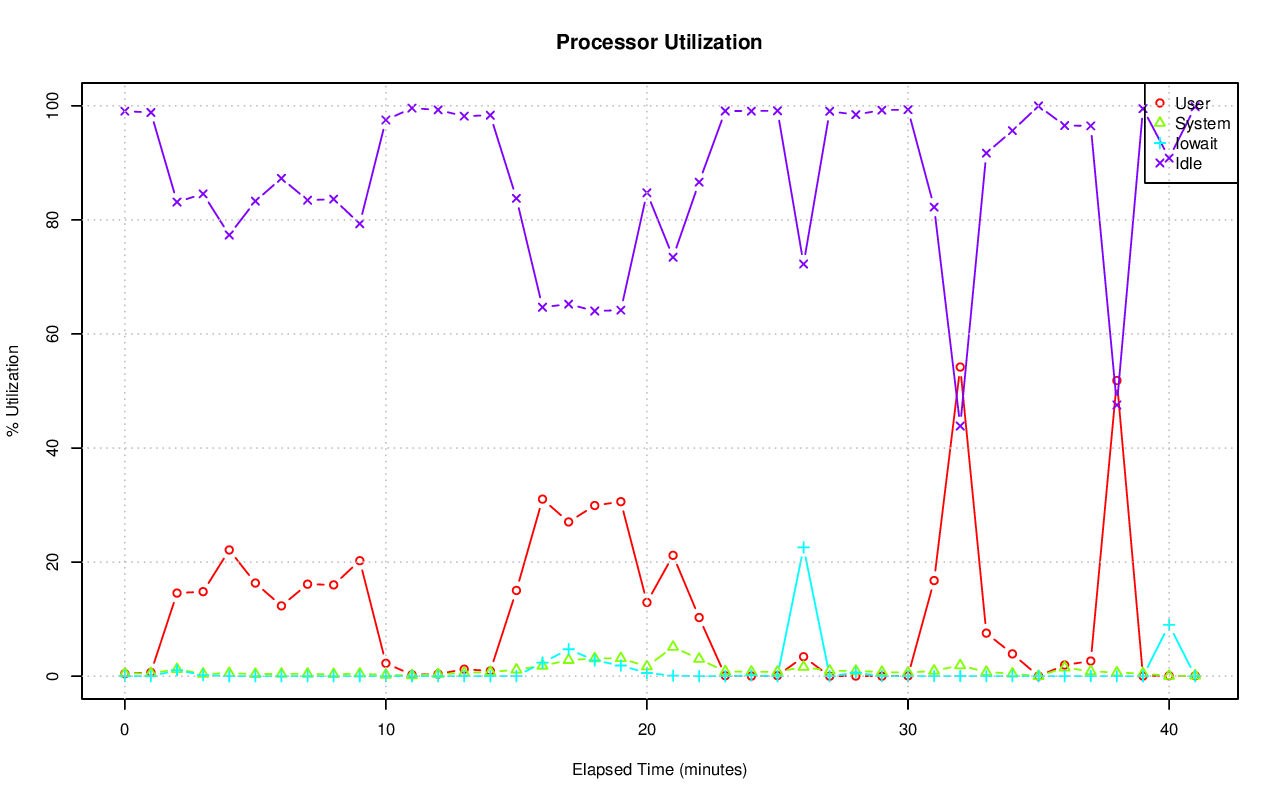 Processor Utilization
100
80
60
40
20
0
% Utilization
User
System
Iowait
Idle
0 10 20 30 40
Elapsed Time (minutes)